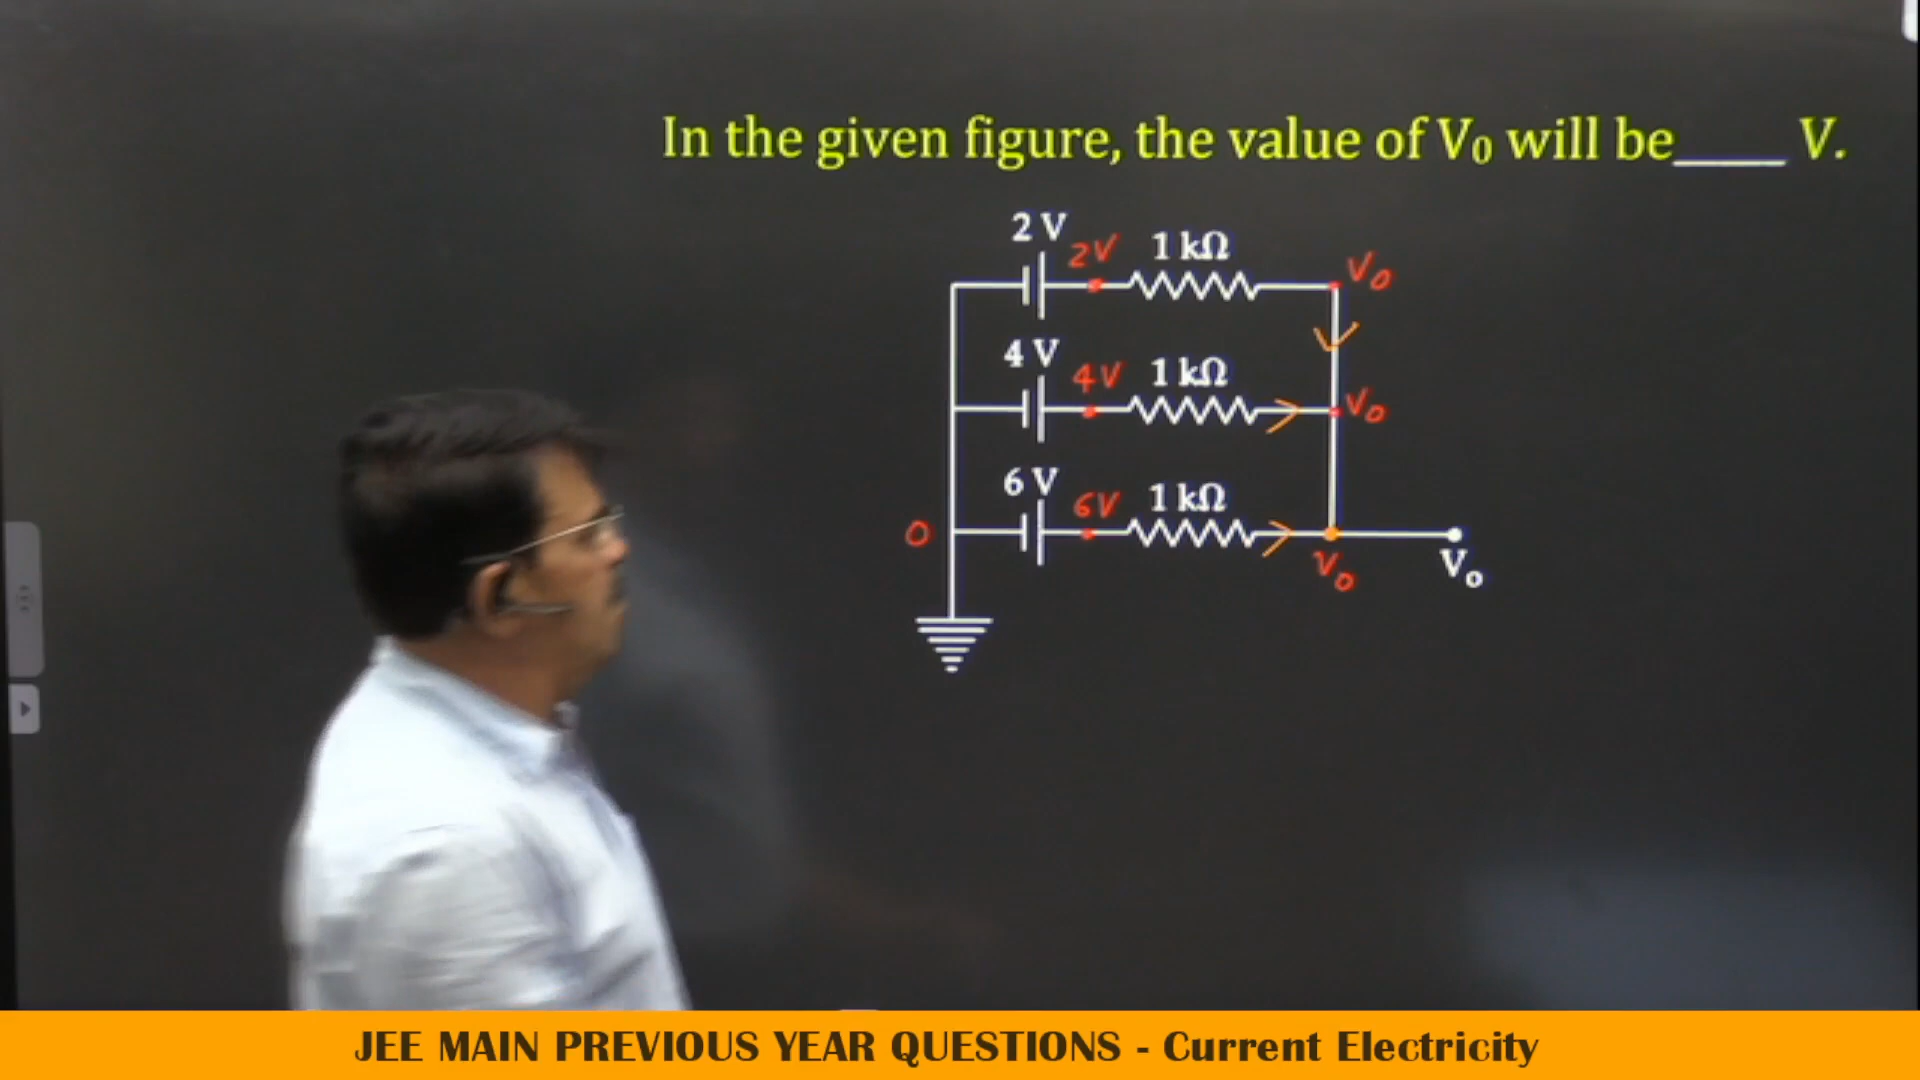 In the given figure, the value of V0 will be____ V.
2 V
2V
1 kΩ
V0
4 V
4V
1 kΩ
V0
6 V
6V
1 kΩ
0
V0
Vo
JEE MAIN PREVIOUS YEAR QUESTIONS - Current Electricity